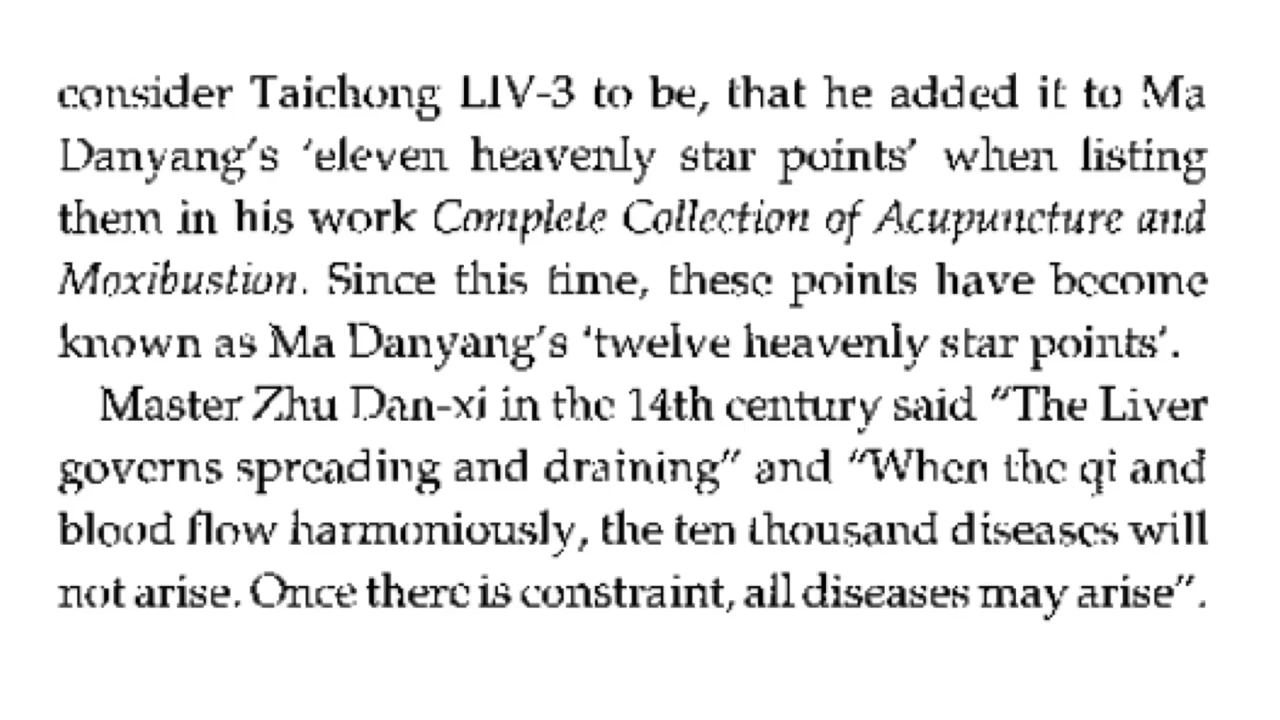 consider Taichong LIV-3 to be, that he added it to Ma
Danyang's 'eleven heavenly star points' when listing
them in his work Complete Collection of Acupuncture and
Moxibustion. Since this time, these points have become
known as Ma Danyang's 'twelve heavenly star points'.
Master Zhu Dan-xi in the 14th century said "The Liver
governs spreading and draining" and "When the qi and
blood flow harmoniously, the ten thousand diseases will
not arise. Once there is constraint, all diseases may arise".